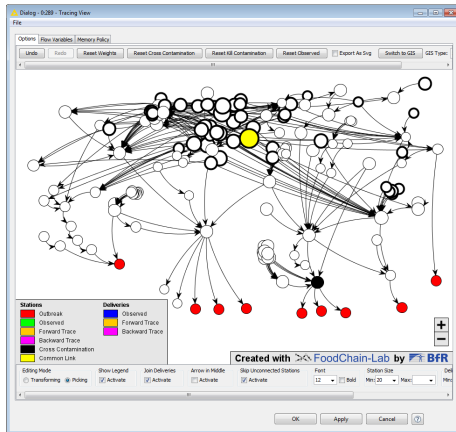 Dialog - 0:289 - Tracing View
File
Options Flow Variables Memory Policy
Undo Redo Reset Weights Reset Cross Contamination Reset Kill Contamination Reset Observed Export As Svg Switch to GIS GIS Type:
Stations Deliveries
Outbreak Observed
Observed Forward Trace
Forward Trace Backward Trace
Backward Trace
Cross Contamination
Common Link
+
−
Created with FoodChain-Lab by BfR
Editing Mode Show Legend Join Deliveries Arrow in Middle Skip Unconnected Stations Font Station Size
Transforming Picking Activate Activate Activate Activate 12 Bold Min: 20 Max:
OK Apply Cancel ?